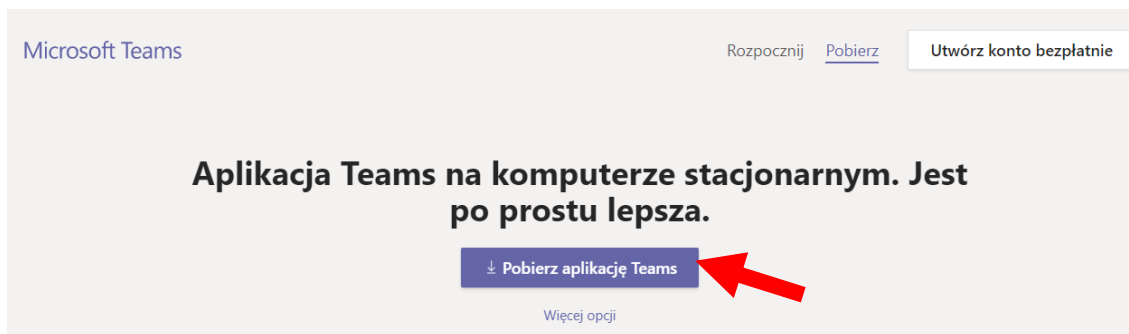 Microsoft Teams
Rozpocznij
Pobierz
Utwórz konto bezpłatnie
Aplikacja Teams na komputerze stacjonarnym. Jest
po prostu lepsza.
Pobierz aplikację Teams
Więcej opcji